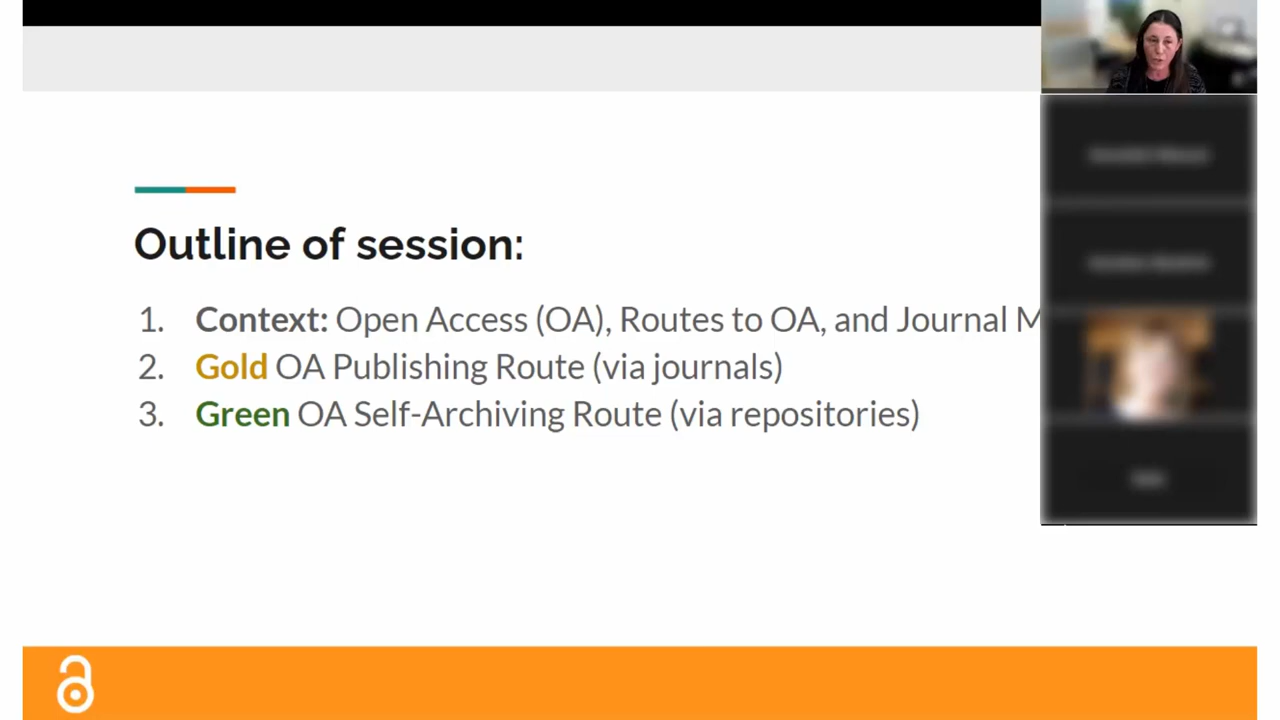 Outline of session:
1. Context: Open Access (OA), Routes to OA, and Journal M
2. Gold OA Publishing Route (via journals)
3. Green OA Self-Archiving Route (via repositories)